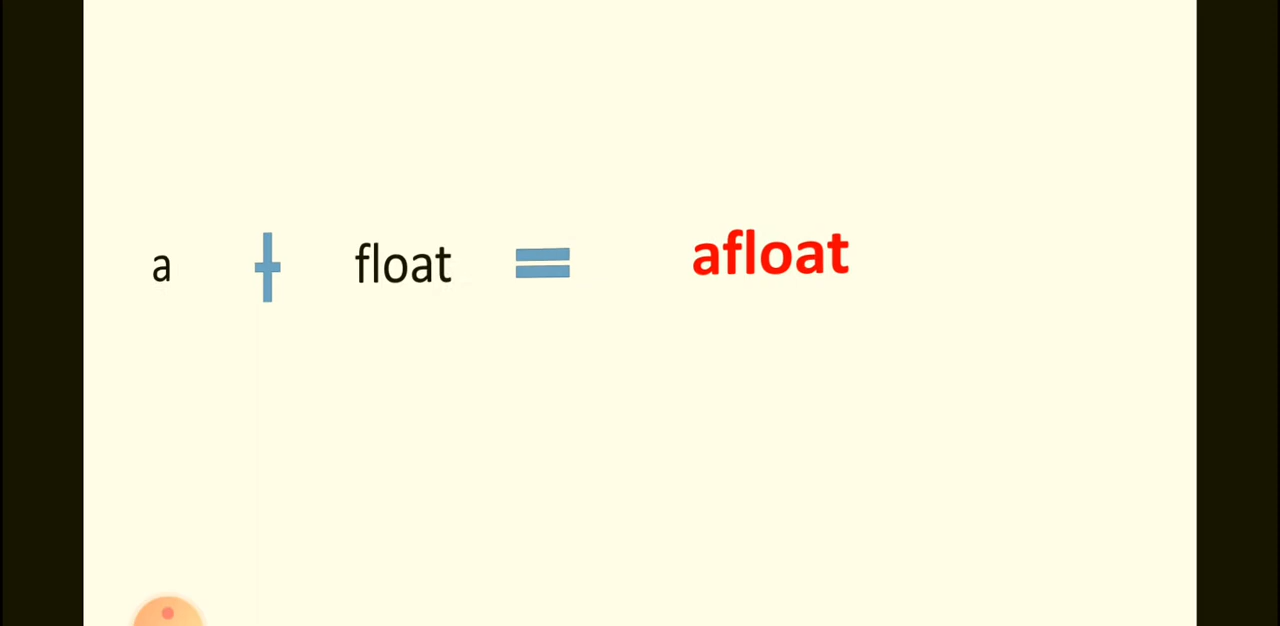 a + float = afloat